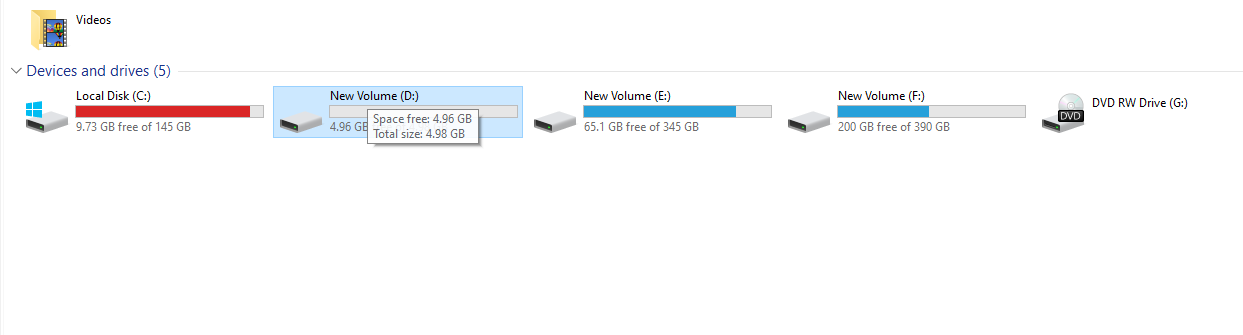 Videos
Devices and drives (5)
Local Disk (C:)
9.73 GB free of 145 GB
New Volume (D:)
4.96 GB
Space free: 4.96 GB
Total size: 4.98 GB
New Volume (E:)
65.1 GB free of 345 GB
New Volume (F:)
200 GB free of 390 GB
DVD RW Drive (G:)
DVD